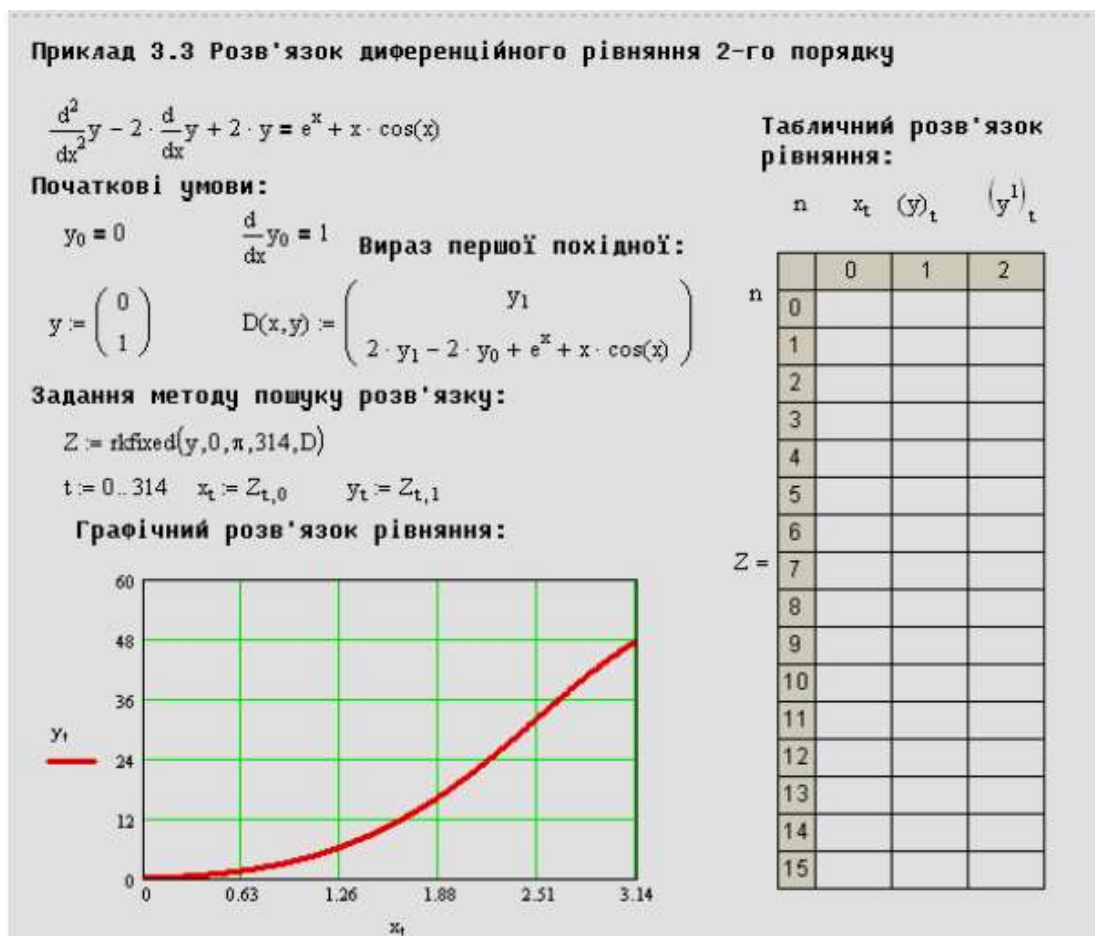 Приклад 3.3 Розв'язок диференційного рівняння 2-го порядку
d²/dx² y − 2 · d/dx y + 2 · y = e^x + x · cos(x)
Початкові умови:
y₀ = 0 d/dx y₀ = 1
Вираз першої похідної:
y := (0 1) D(x,y) := (y₁ 2 · y₁ − 2 · y₀ + e^x + x · cos(x))
Задання методу пошуку розв'язку:
Z := rkfixed(y,0,π,314,D)
t := 0..314 x_t := Z_t,0 y_t := Z_t,1
Графічний розв'язок рівняння:
60
48
36
24
12
0
y_t
0 0.63 1.26 1.88 2.51 3.14
x_t
Табличний розв'язок
рівняння:
n x_t (y)_t (y¹)_t
n
0 1 2
0
1
2
3
4
5
6
Z = 7
8
9
10
11
12
13
14
15